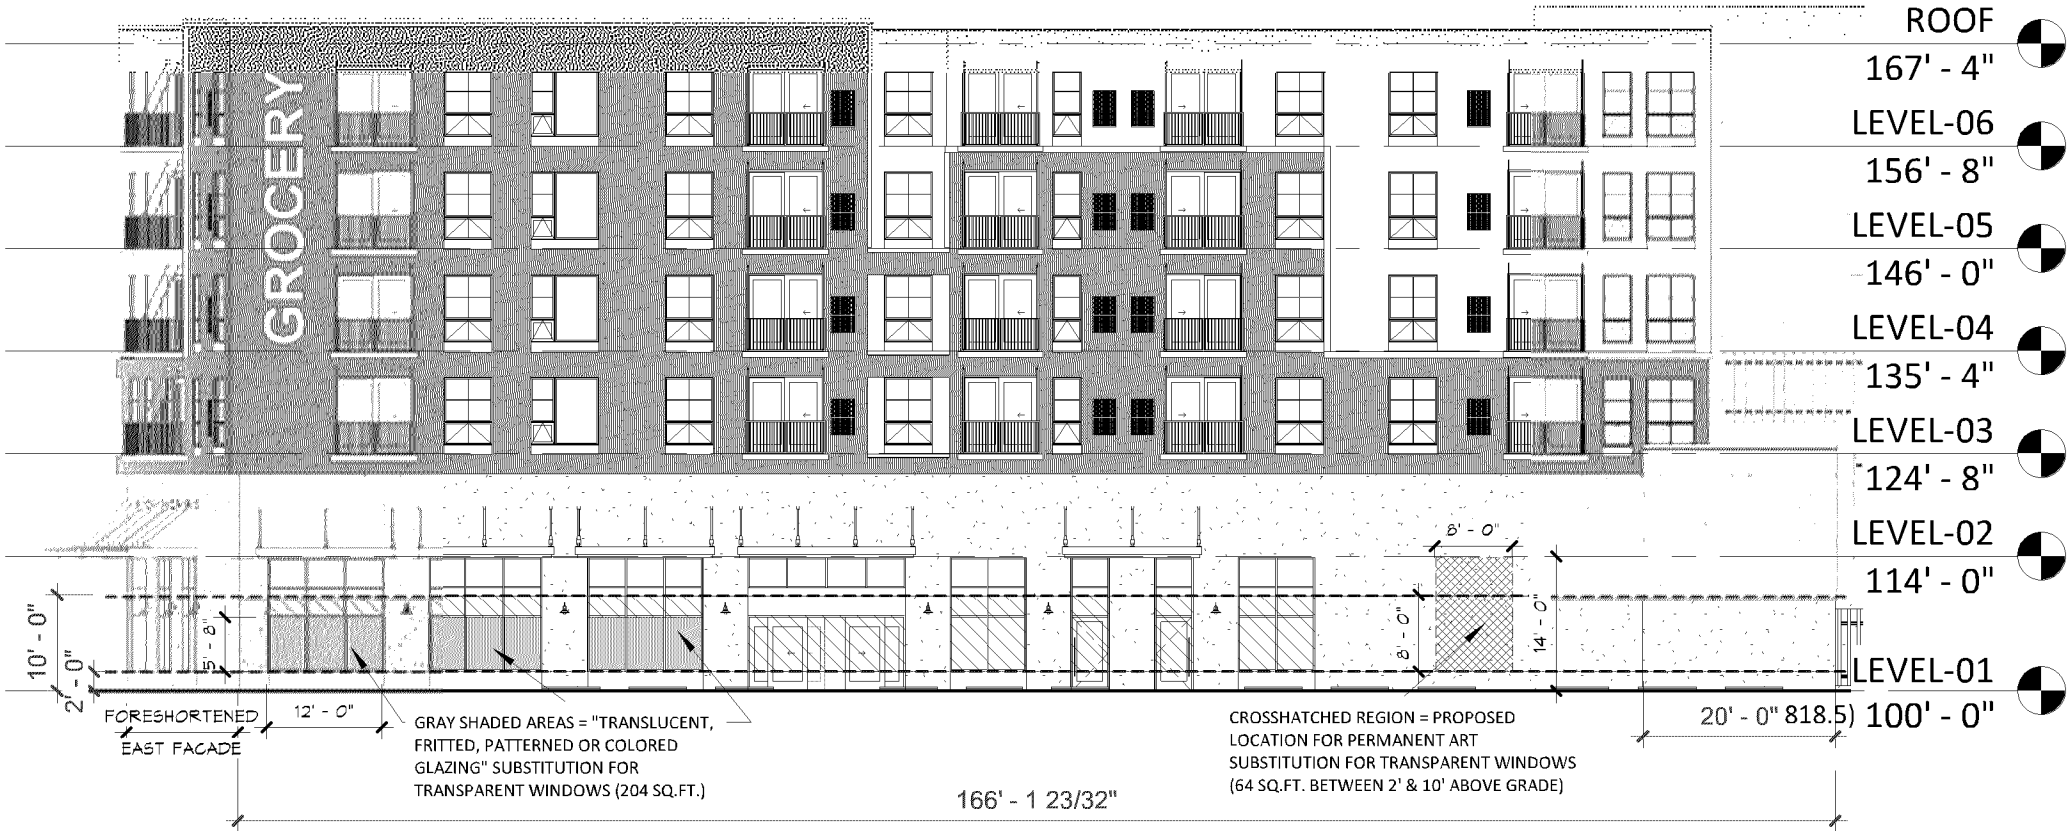 ROOF
167' - 4"
LEVEL-06
156' - 8"
LEVEL-05
146' - 0"
LEVEL-04
135' - 4"
LEVEL-03
124' - 8"
LEVEL-02
114' - 0"
LEVEL-01
100' - 0"
GROCERY
8' - 0"
10' - 0"
2' - 0"
5' - 8"
8' - 0"
14' - 0"
FORESHORTENED
EAST FACADE
12' - 0"
GRAY SHADED AREAS = "TRANSLUCENT,
FRITTED, PATTERNED OR COLORED
GLAZING" SUBSTITUTION FOR
TRANSPARENT WINDOWS (204 SQ.FT.)
CROSSHATCHED REGION = PROPOSED
LOCATION FOR PERMANENT ART
SUBSTITUTION FOR TRANSPARENT WINDOWS
(64 SQ.FT. BETWEEN 2' & 10' ABOVE GRADE)
20' - 0" 818.5)
166' - 1 23/32"